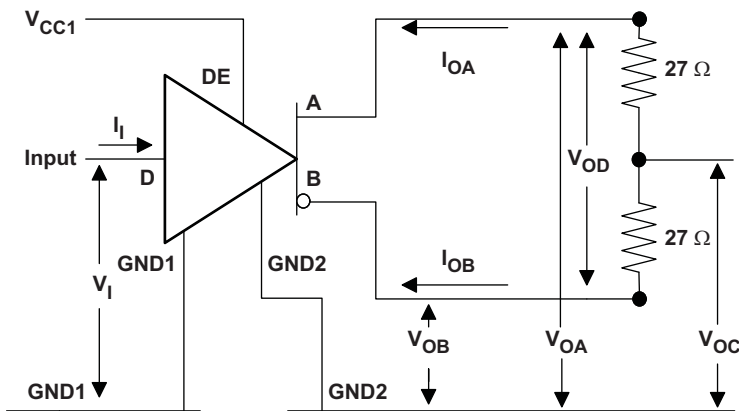 VCC1
DE
A
IOA
27 Ω
II
Input
D
B
VOD
27 Ω
GND1
GND2
IOB
VI
VOB
VOA
VOC
GND1
GND2